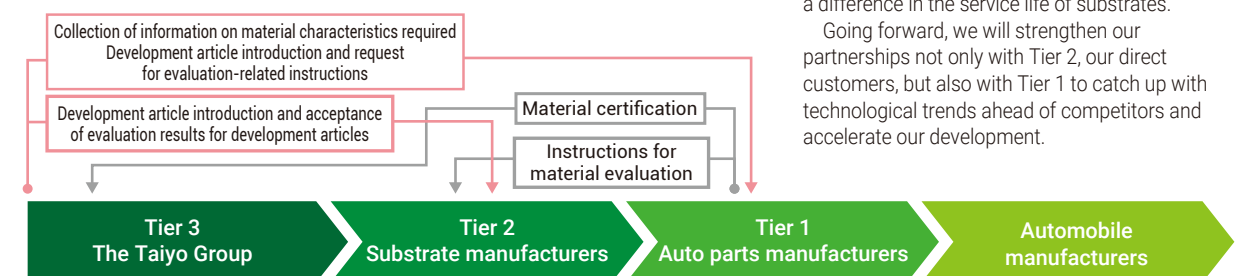 a difference in the service life of substrates.
Going forward, we will strengthen our
partnerships not only with Tier 2, our direct
customers, but also with Tier 1 to catch up with
technological trends ahead of competitors and
accelerate our development.
Collection of information on material characteristics required
Development article introduction and request
for evaluation-related instructions
Development article introduction and acceptance
of evaluation results for development articles
Material certification
Instructions for
material evaluation
Tier 3
The Taiyo Group
Tier 2
Substrate manufacturers
Tier 1
Auto parts manufacturers
Automobile
manufacturers